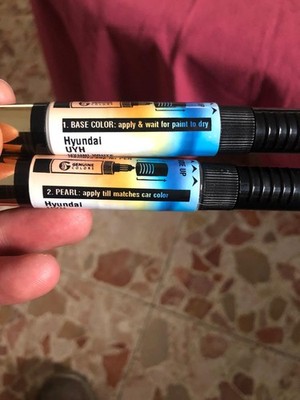 GENUINE
COLORS
1. BASE COLOR: apply & wait for paint to dry
Hyundai
UYH
GENUINE
COLORS
UP
2. PEARL: apply till matches car color
Hyundai